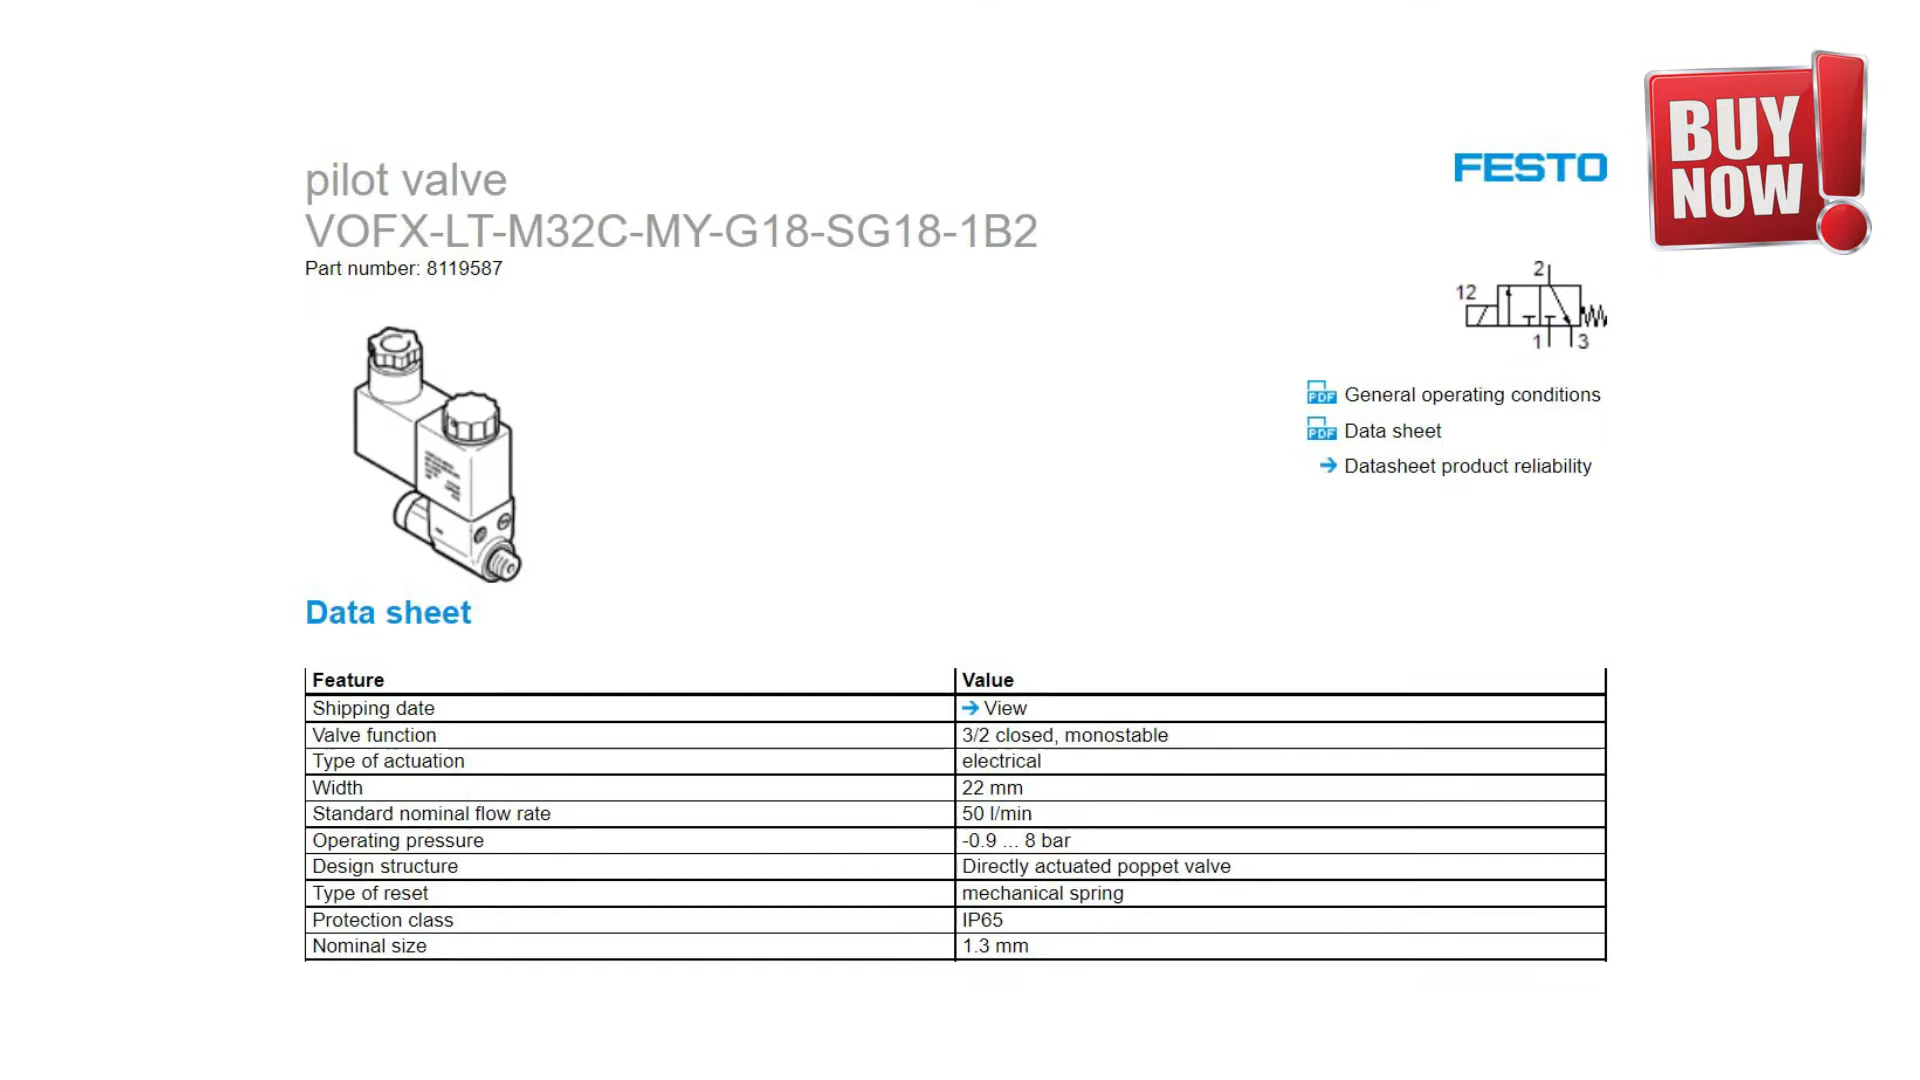 BUY
NOW
FESTO
pilot valve
VOFX-LT-M32C-MY-G18-SG18-1B2
Part number: 8119587
2
12
1
3
PDF General operating conditions
PDF Data sheet
Datasheet product reliability
Data sheet
Feature Value
Shipping date View
Valve function 3/2 closed, monostable
Type of actuation electrical
Width 22 mm
Standard nominal flow rate 50 l/min
Operating pressure -0.9 ... 8 bar
Design structure Directly actuated poppet valve
Type of reset mechanical spring
Protection class IP65
Nominal size 1.3 mm